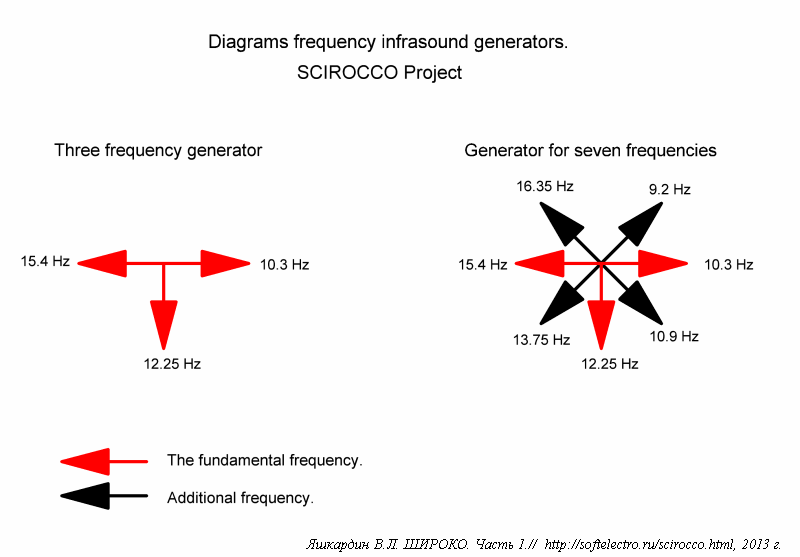 Diagrams frequency infrasound generators.
SCIROCCO Project
Three frequency generator
15.4 Hz
10.3 Hz
12.25 Hz
Generator for seven frequencies
16.35 Hz
9.2 Hz
15.4 Hz
10.3 Hz
13.75 Hz
10.9 Hz
12.25 Hz
The fundamental frequency.
Additional frequency.
Яшкардин В.Л. ШИРОКО. Часть 1.// http://softelectro.ru/scirocco.html, 2013 г.